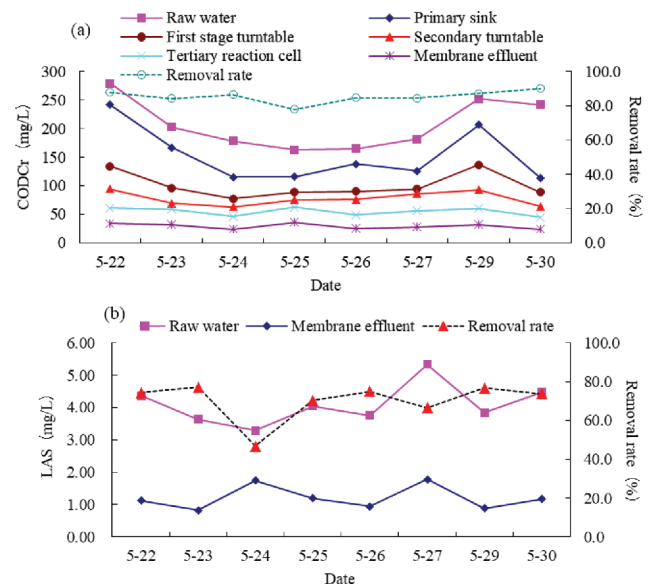 (a)
Raw water
Primary sink
First stage turntable
Secondary turntable
Tertiary reaction cell
Membrane effluent
Removal rate
300
250
200
150
100
50
0
CODCr (mg/L)
100.0
80.0
60.0
40.0
20.0
0.0
Removal rate (%)
5-22 5-23 5-24 5-25 5-26 5-27 5-29 5-30
Date
(b)
Raw water Membrane effluent Removal rate
6.00
5.00
4.00
3.00
2.00
1.00
0.00
LAS (mg/L)
100.0
80.0
60.0
40.0
20.0
0.0
Removal rate (%)
5-22 5-23 5-24 5-25 5-26 5-27 5-29 5-30
Date